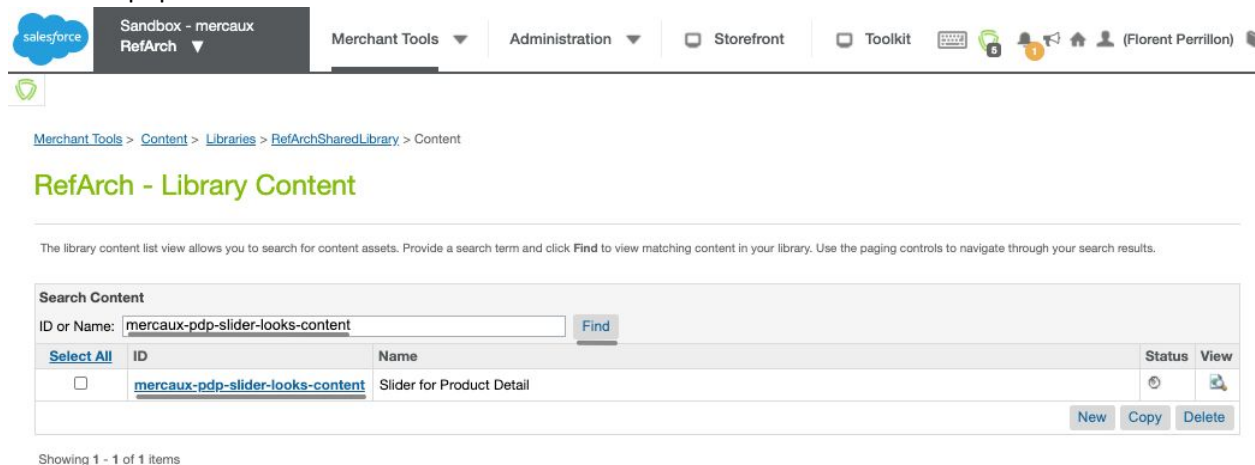 salesforce
Sandbox - mercaux
RefArch ▼
Merchant Tools ▼
Administration ▼
Storefront
Toolkit
5
1
(Florent Perrillon)
Merchant Tools > Content > Libraries > RefArchSharedLibrary > Content
RefArch - Library Content
The library content list view allows you to search for content assets. Provide a search term and click Find to view matching content in your library. Use the paging controls to navigate through your search results.
Search Content
ID or Name: mercaux-pdp-slider-looks-content Find
Select All ID Name Status View
mercaux-pdp-slider-looks-content Slider for Product Detail
New Copy Delete
Showing 1 - 1 of 1 items